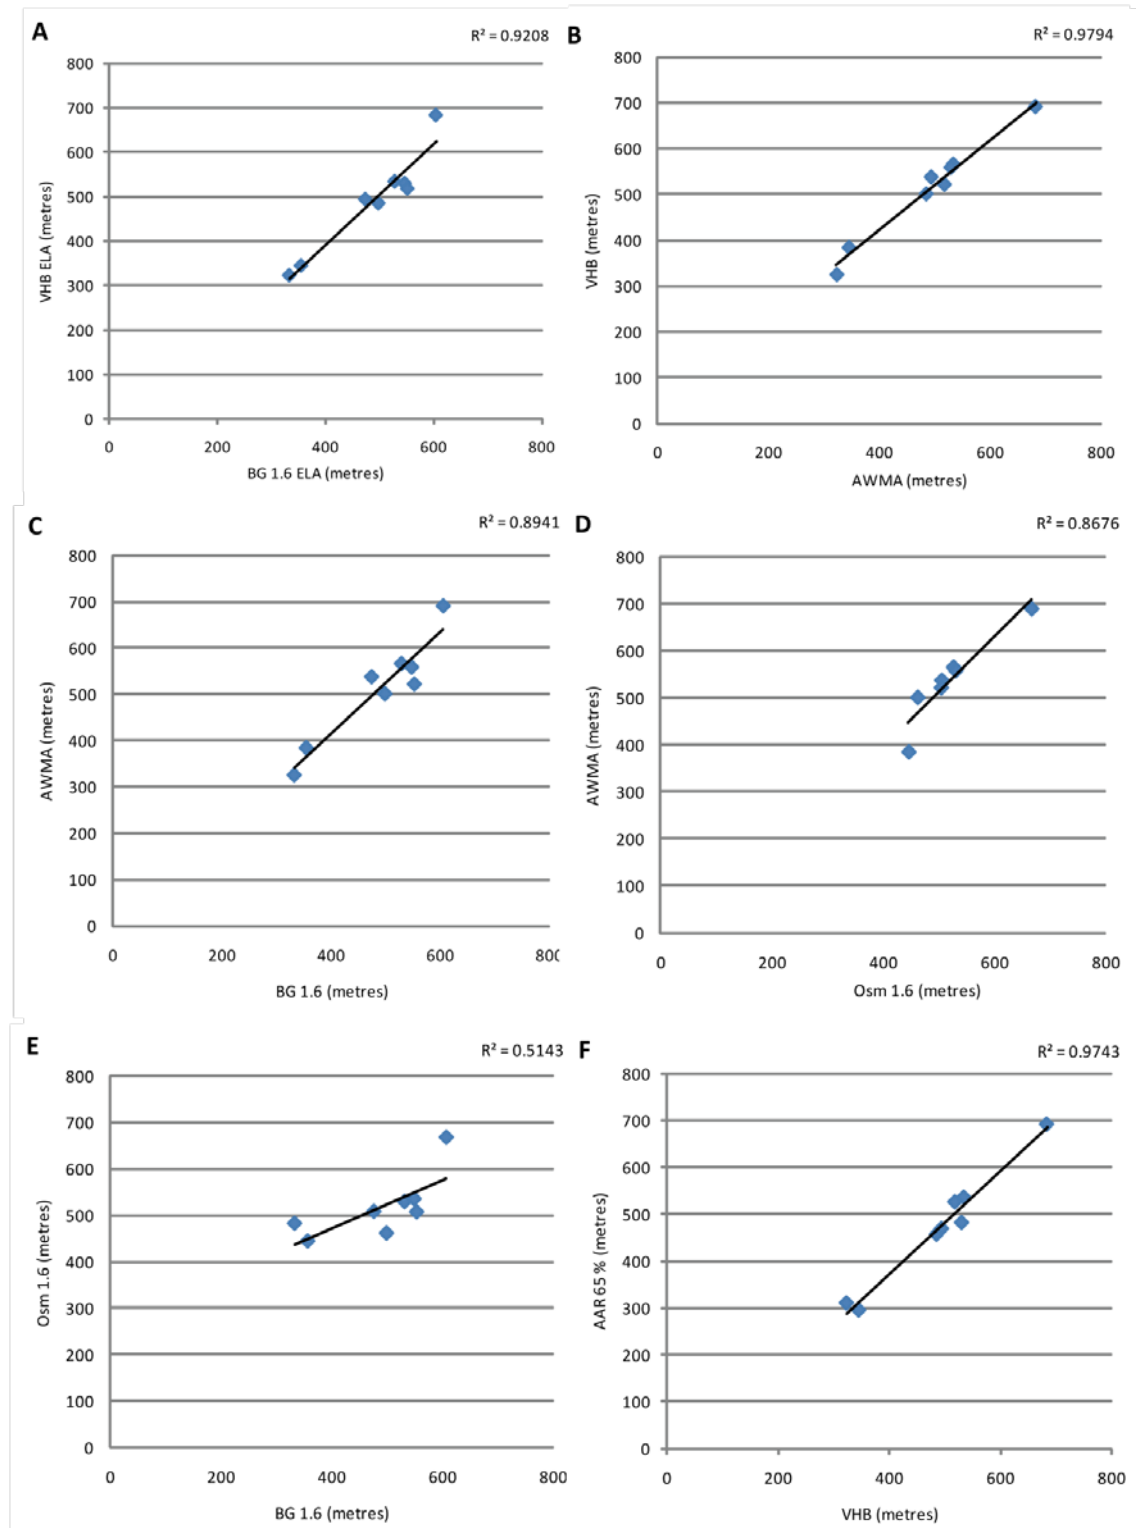 A
R² = 0.9208
800
700
600
500
400
300
200
100
0
VHB ELA (metres)
0 200 400 600 800
BG 1.6 ELA (metres)
B
R² = 0.9794
800
700
600
500
400
300
200
100
0
VHB (metres)
0 200 400 600 800
AWMA (metres)
C
R² = 0.8941
800
700
600
500
400
300
200
100
0
AWMA (metres)
0 200 400 600 800
BG 1.6 (metres)
D
R² = 0.8676
800
700
600
500
400
300
200
100
0
AWMA (metres)
0 200 400 600 800
Osm 1.6 (metres)
E
R² = 0.5143
800
700
600
500
400
300
200
100
0
Osm 1.6 (metres)
0 200 400 600 800
BG 1.6 (metres)
F
R² = 0.9743
800
700
600
500
400
300
200
100
0
AAR 65 % (metres)
0 200 400 600 800
VHB (metres)